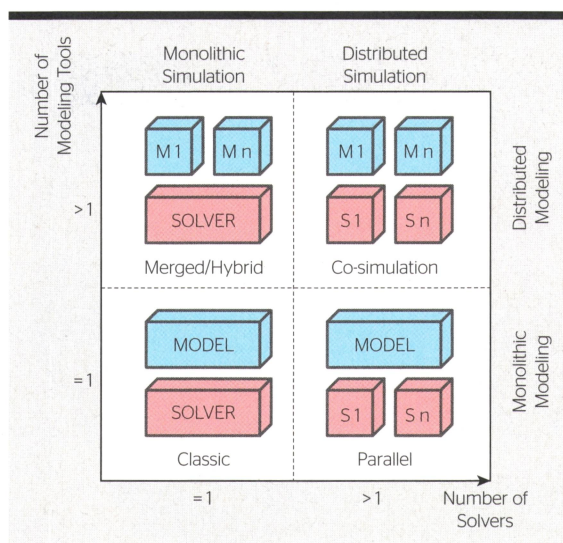 Monolithic
Simulation
Distributed
Simulation
Number of
Modeling Tools
M 1
M n
M 1
M n
>1
SOLVER
S 1
S n
Distributed
Modeling
Merged/Hybrid
Co-simulation
MODEL
MODEL
=1
SOLVER
S 1
S n
Monolithic
Modeling
Classic
Parallel
=1
>1
Number of
Solvers